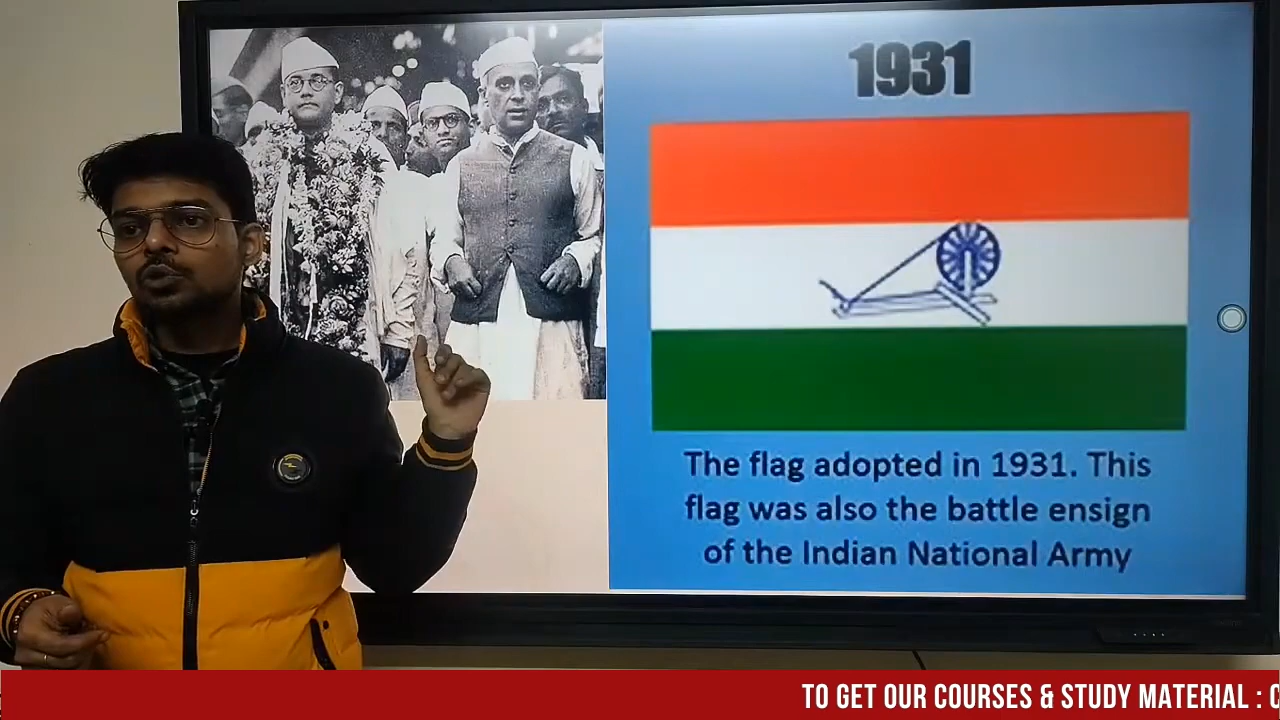 1931
The flag adopted in 1931. This
flag was also the battle ensign
of the Indian National Army
TO GET OUR COURSES & STUDY MATERIAL : C